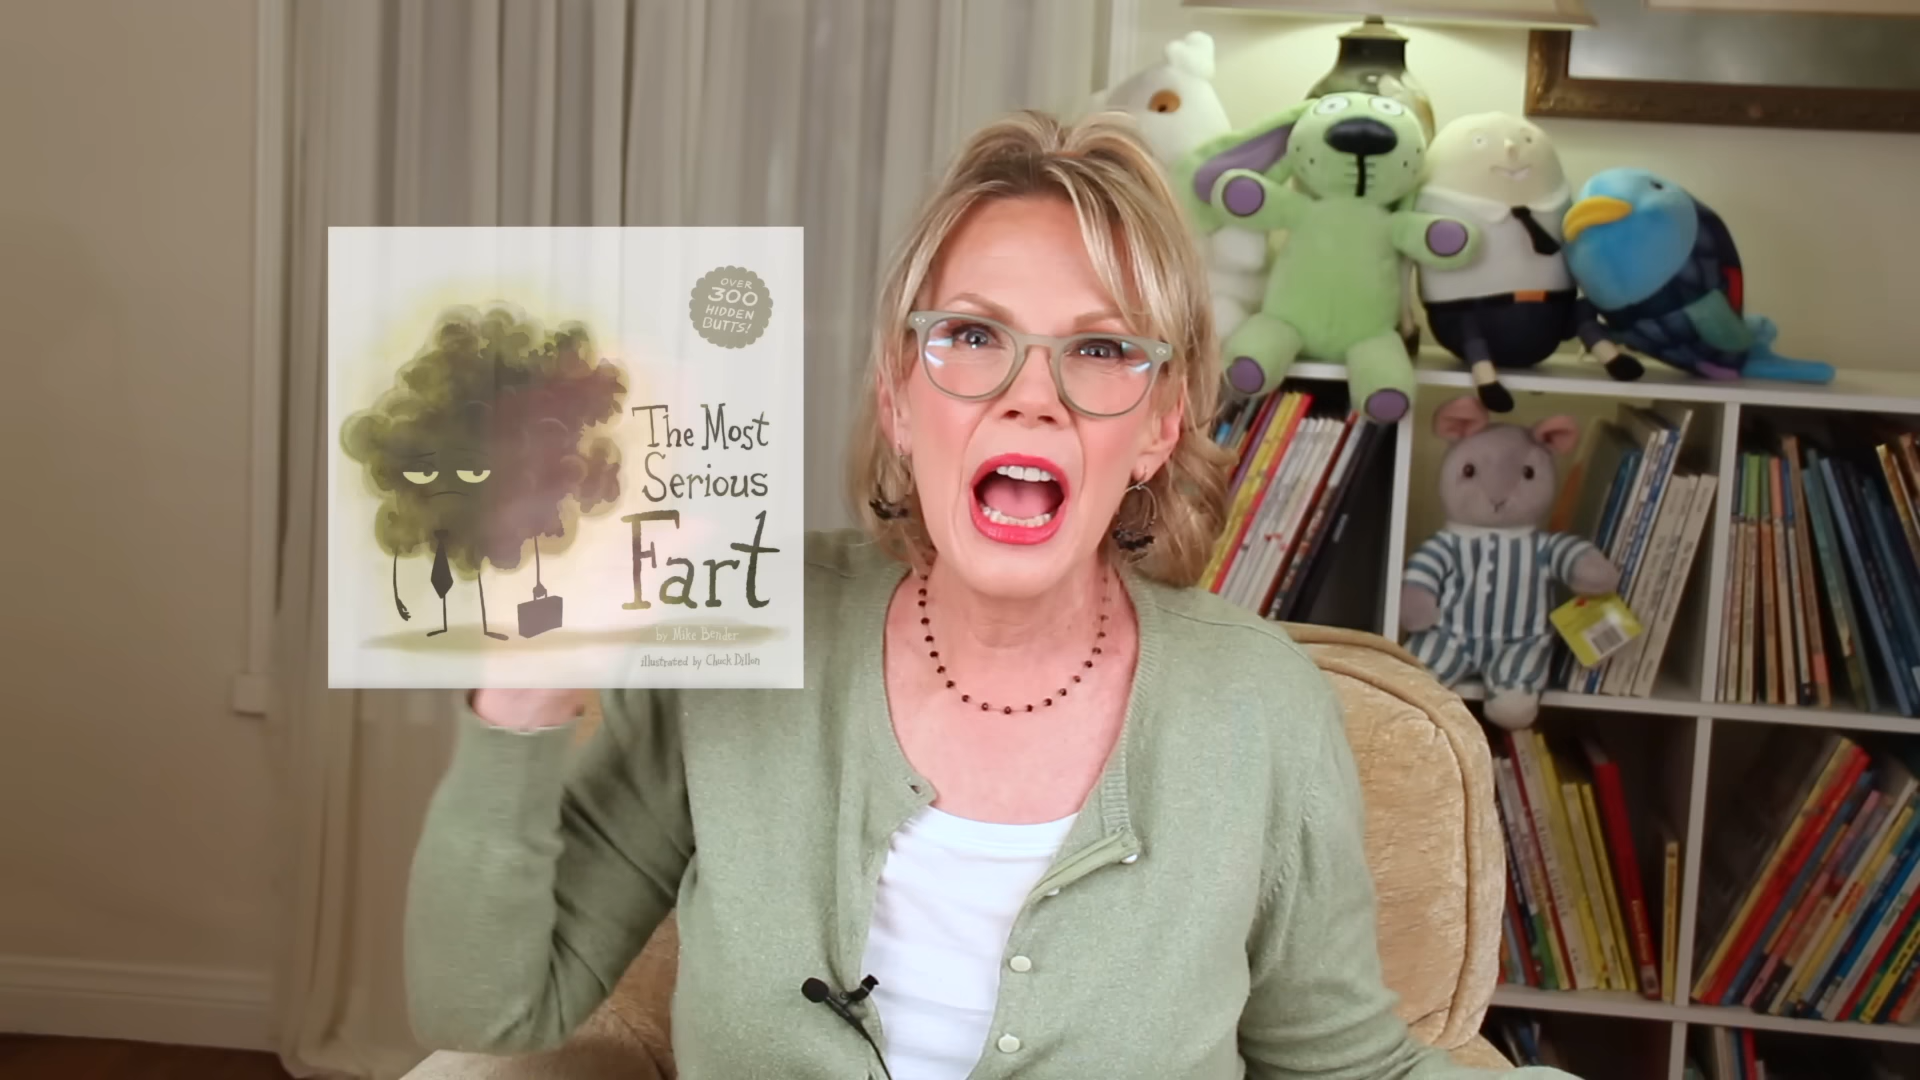 OVER
300
HIDDEN
BUTTS!
The Most
Serious
Fart
by Mike Bender
illustrated by Chuck Dillon